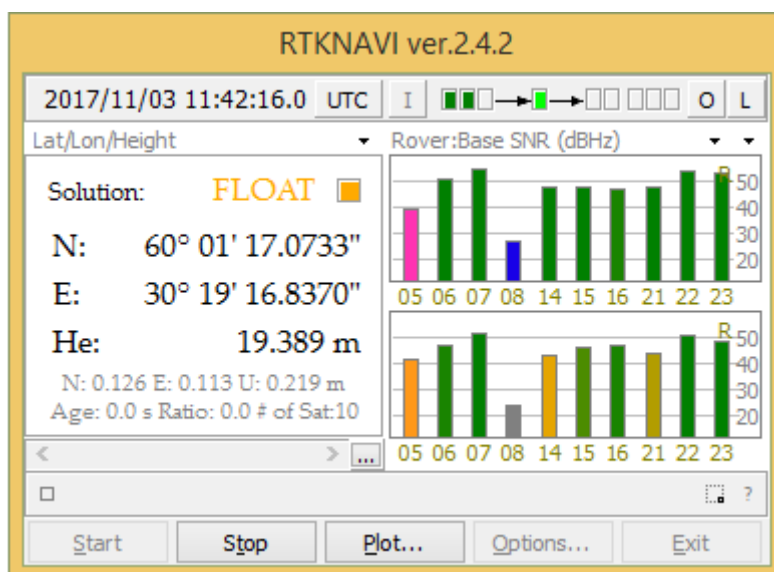 RTKNAVI ver.2.4.2
2017/11/03 11:42:16.0 UTC I O L
Lat/Lon/Height
Rover:Base SNR (dBHz)
Solution: FLOAT
N: 60° 01' 17.0733"
E: 30° 19' 16.8370"
He: 19.389 m
N: 0.126 E: 0.113 U: 0.219 m
Age: 0.0 s Ratio: 0.0 # of Sat:10
R
50
40
30
20
05 06 07 08 14 15 16 21 22 23
R
50
40
30
20
05 06 07 08 14 15 16 21 22 23
...
?
Start Stop Plot... Options... Exit